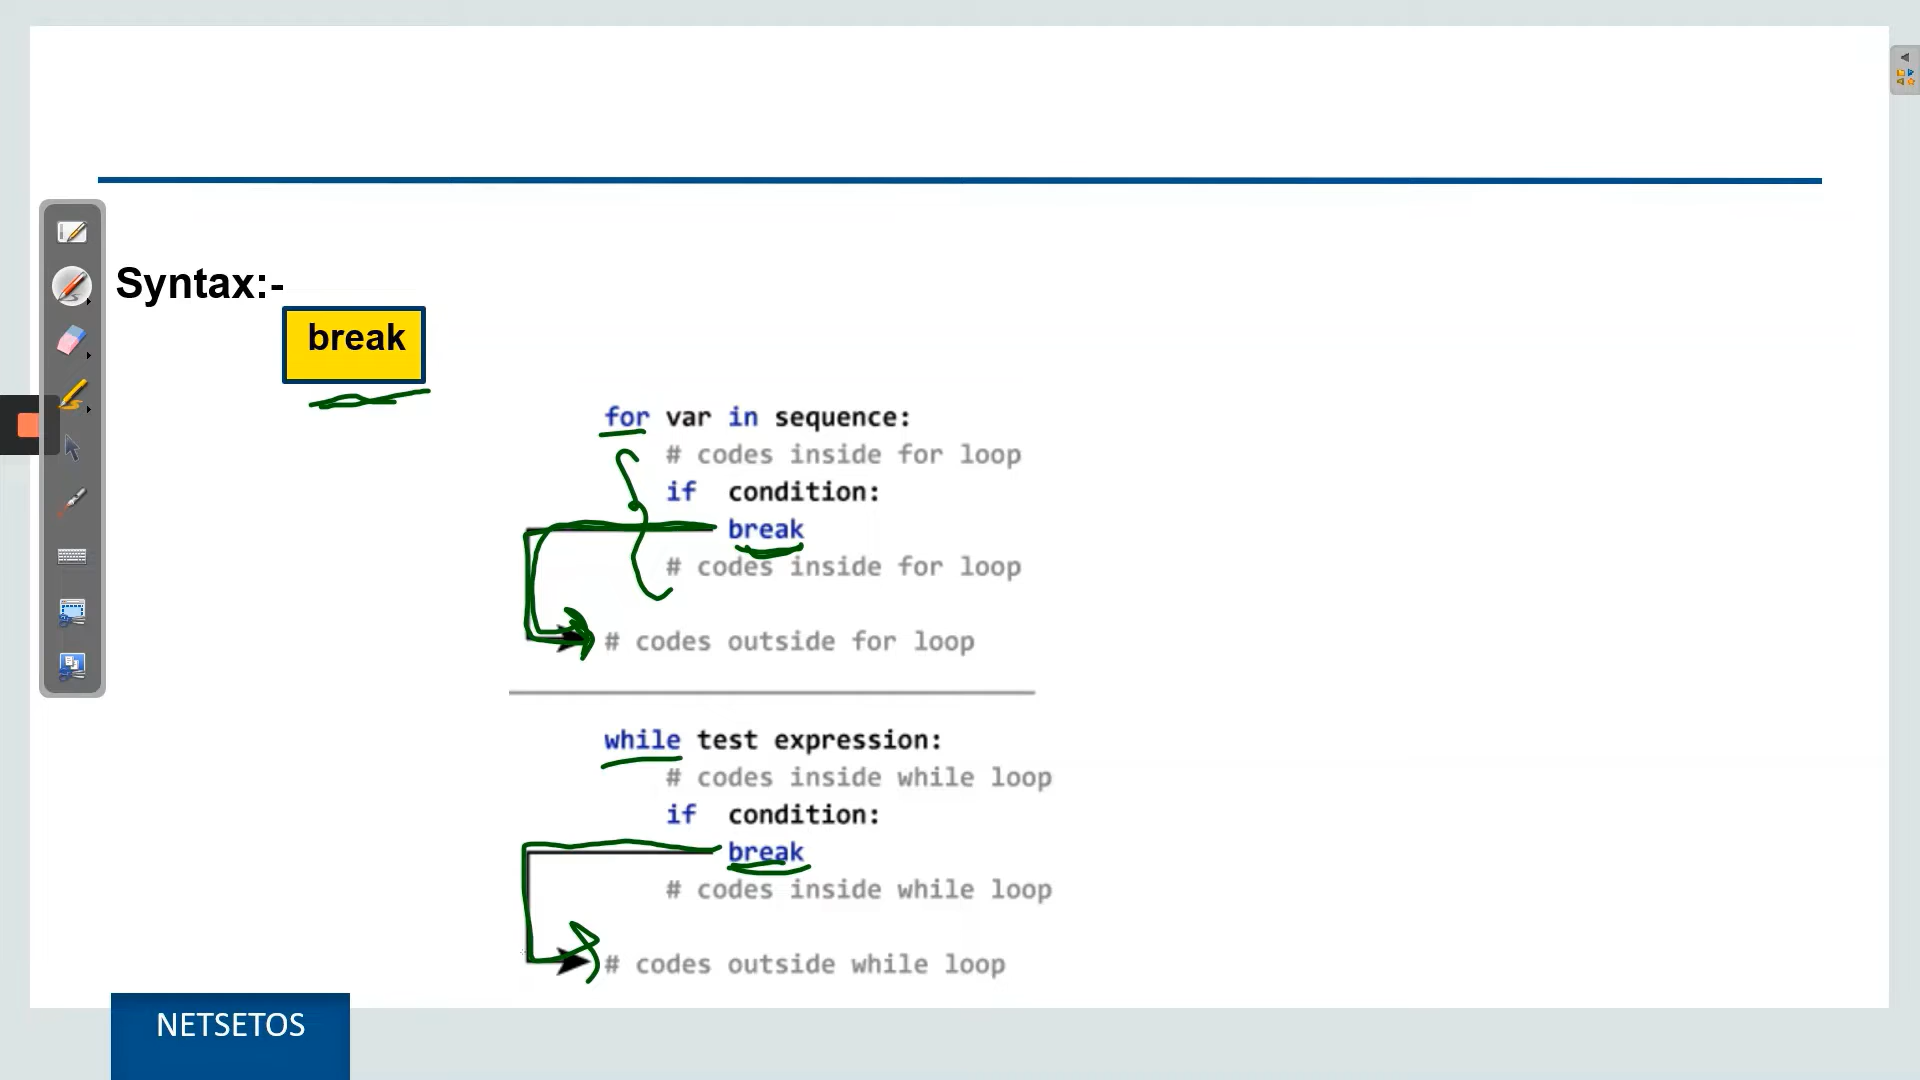 Syntax:-
break
for var in sequence:
# codes inside for loop
if condition:
break
# codes inside for loop
# codes outside for loop
while test expression:
# codes inside while loop
if condition:
break
# codes inside while loop
# codes outside while loop
NETSETOS